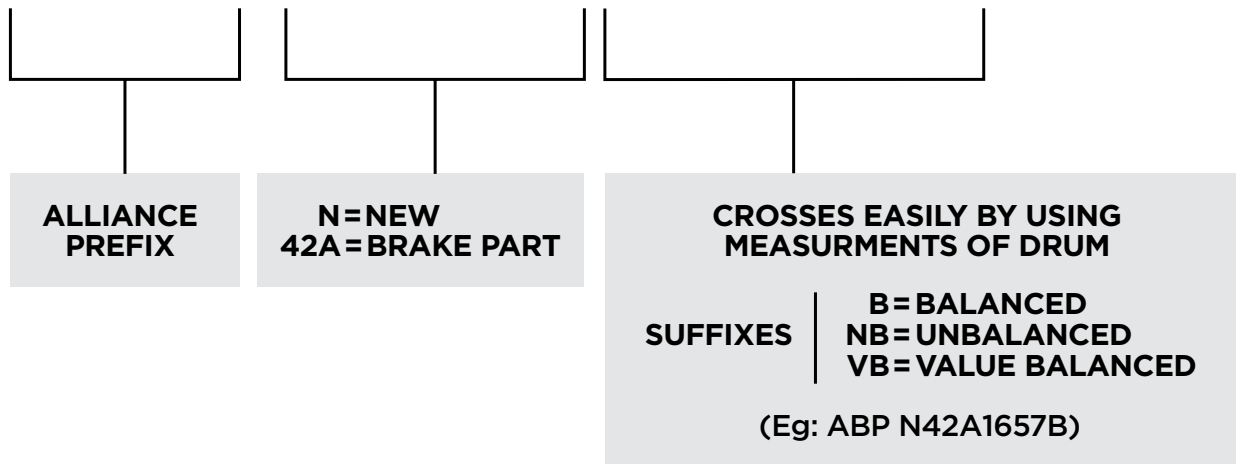 ALLIANCE
PREFIX
N=NEW
42A=BRAKE PART
CROSSES EASILY BY USING
MEASURMENTS OF DRUM
SUFFIXES
B=BALANCED
NB=UNBALANCED
VB=VALUE BALANCED
(Eg: ABP N42A1657B)